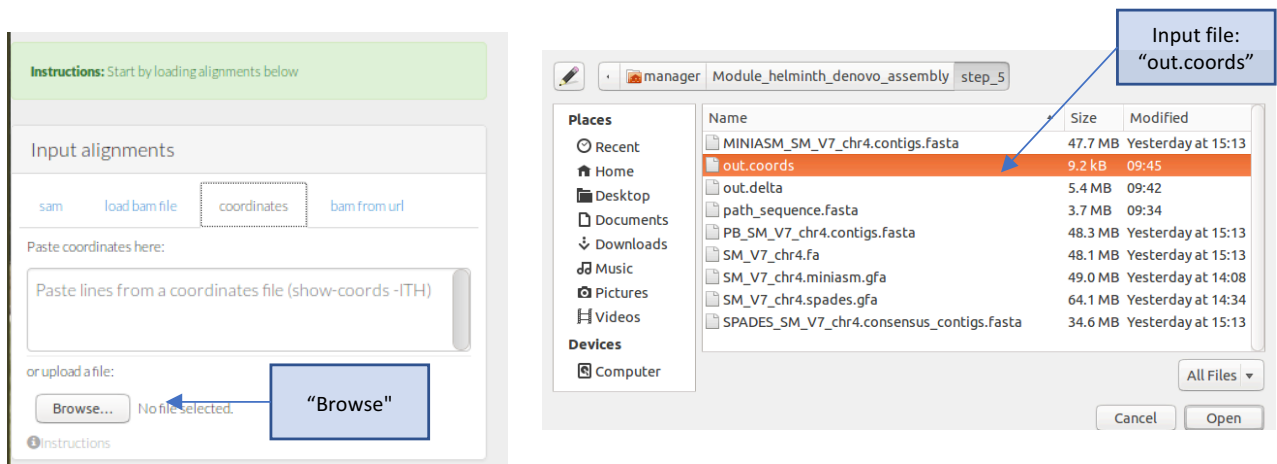 Instructions: Start by loading alignments below
Input alignments
sam load bam file coordinates bam from url
Paste coordinates here:
Paste lines from a coordinates file (show-coords -lTH)
or upload a file:
Browse... No file selected.
Instructions
“Browse"
Input file:
“out.coords”
manager Module_helminth_denovo_assembly step_5
Places
Recent
Home
Desktop
Documents
Downloads
Music
Pictures
Videos
Devices
Computer
Name Size Modified
MINIASM_SM_V7_chr4.contigs.fasta 47.7 MB Yesterday at 15:13
out.coords 9.2 kB 09:45
out.delta 5.4 MB 09:42
path_sequence.fasta 3.7 MB 09:34
PB_SM_V7_chr4.contigs.fasta 48.3 MB Yesterday at 15:13
SM_V7_chr4.fa 48.1 MB Yesterday at 15:13
SM_V7_chr4.miniasm.gfa 49.0 MB Yesterday at 14:08
SM_V7_chr4.spades.gfa 64.1 MB Yesterday at 14:34
SPADES_SM_V7_chr4.consensus_contigs.fasta 34.6 MB Yesterday at 15:13
All Files
Cancel Open